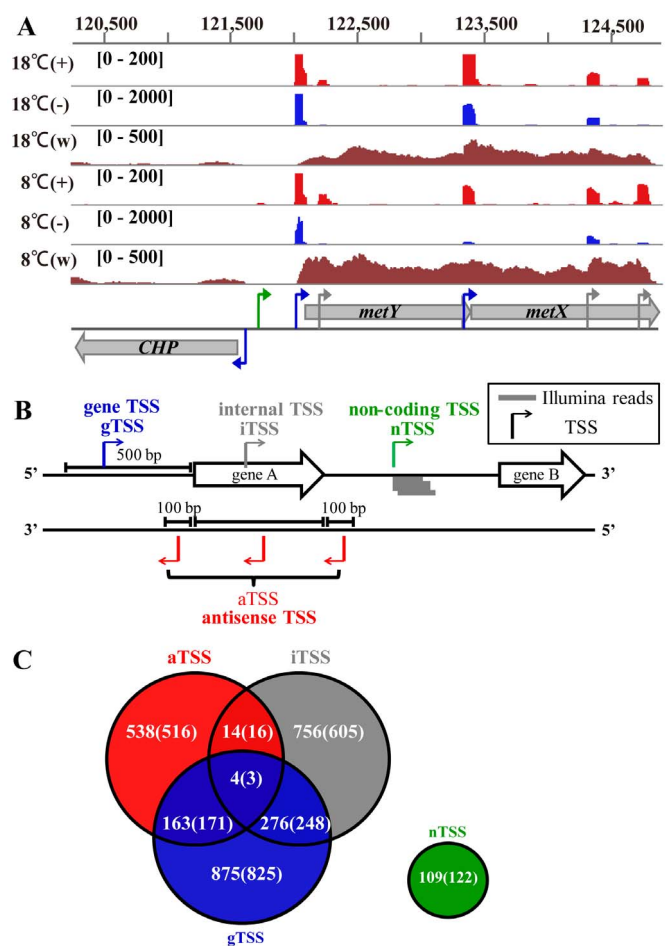 A
120,500 121,500 122,500 123,500 124,500
18℃(+) [0 - 200]
18℃(-) [0 - 2000]
18℃(w) [0 - 500]
8℃(+) [0 - 200]
8℃(-) [0 - 2000]
8℃(w) [0 - 500]
metY metX
CHP
B
gene TSS
gTSS
internal TSS
iTSS
non-coding TSS
nTSS
Illumina reads
TSS
500 bp
5’ gene A gene B 3’
100 bp 100 bp
3’ 5’
aTSS
antisense TSS
C
aTSS iTSS
538(516) 14(16) 756(605)
4(3)
163(171) 276(248)
875(825)
gTSS
nTSS
109(122)